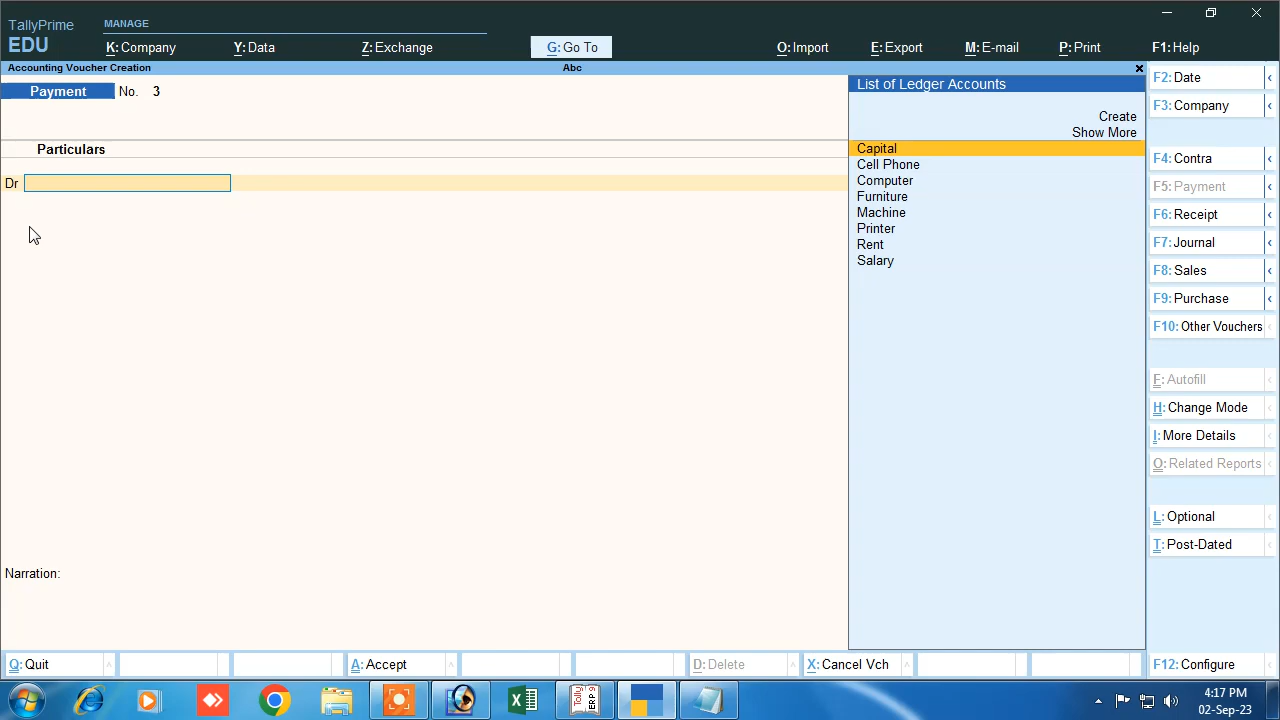 TallyPrime
EDU
MANAGE
K: Company
Y: Data
Z: Exchange
G: Go To
O: Import
E: Export
M: E-mail
P: Print
F1: Help
Accounting Voucher Creation
Abc
Payment No. 3
Particulars
Dr
Narration:
List of Ledger Accounts
Create
Show More
Capital
Cell Phone
Computer
Furniture
Machine
Printer
Rent
Salary
F2: Date
F3: Company
F4: Contra
F5: Payment
F6: Receipt
F7: Journal
F8: Sales
F9: Purchase
F10: Other Vouchers
F: Autofill
H: Change Mode
I: More Details
O: Related Reports
L: Optional
T: Post-Dated
Q: Quit
A: Accept
D: Delete
X: Cancel Vch
F12: Configure
Tally
ERP 9
4:17 PM
02-Sep-23